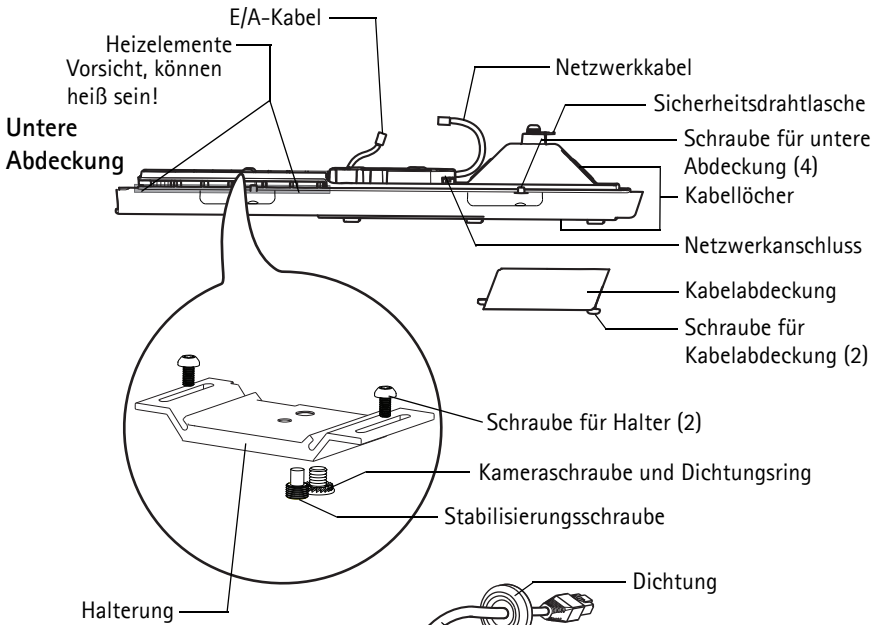 E/A-Kabel
Heizelemente
Vorsicht, können
heiß sein!
Untere
Abdeckung
Netzwerkkabel
Sicherheitsdrahtlasche
Schraube für untere
Abdeckung (4)
Kabellöcher
Netzwerkanschluss
Kabelabdeckung
Schraube für
Kabelabdeckung (2)
Schraube für Halter (2)
Kameraschraube und Dichtungsring
Stabilisierungsschraube
Dichtung
Halterung